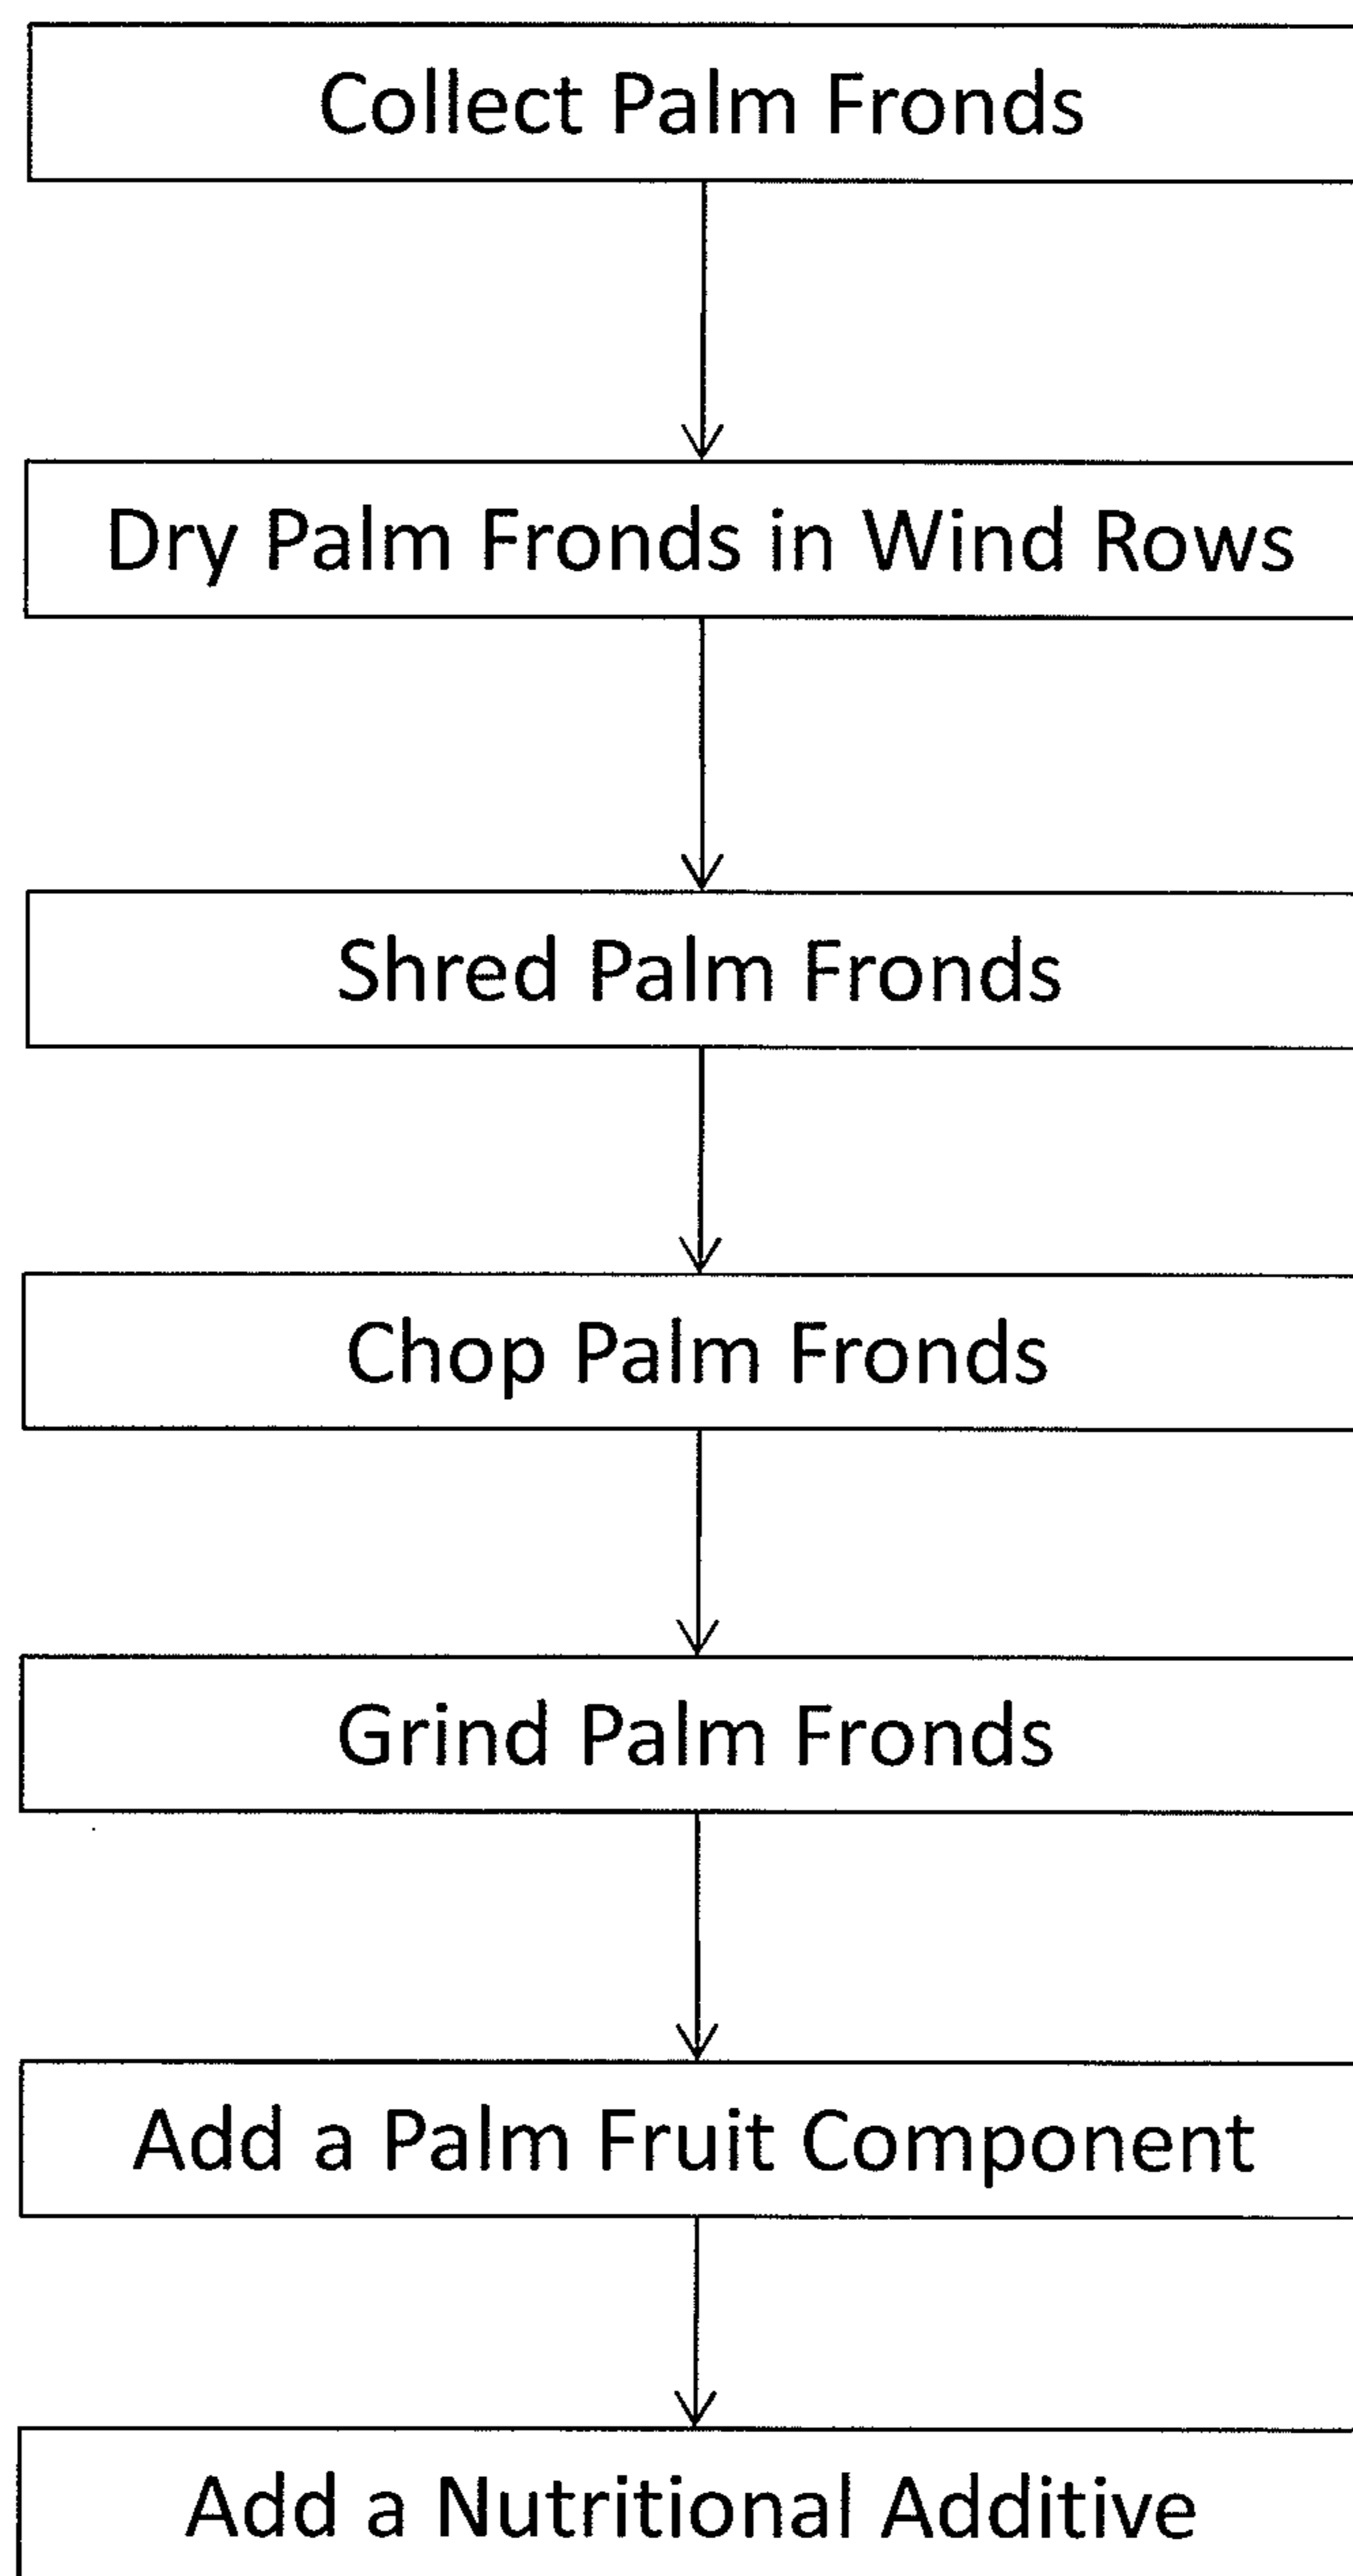 Collect Palm Fronds
Dry Palm Fronds in Wind Rows
Shred Palm Fronds
Chop Palm Fronds
Grind Palm Fronds
Add a Palm Fruit Component
Add a Nutritional Additive